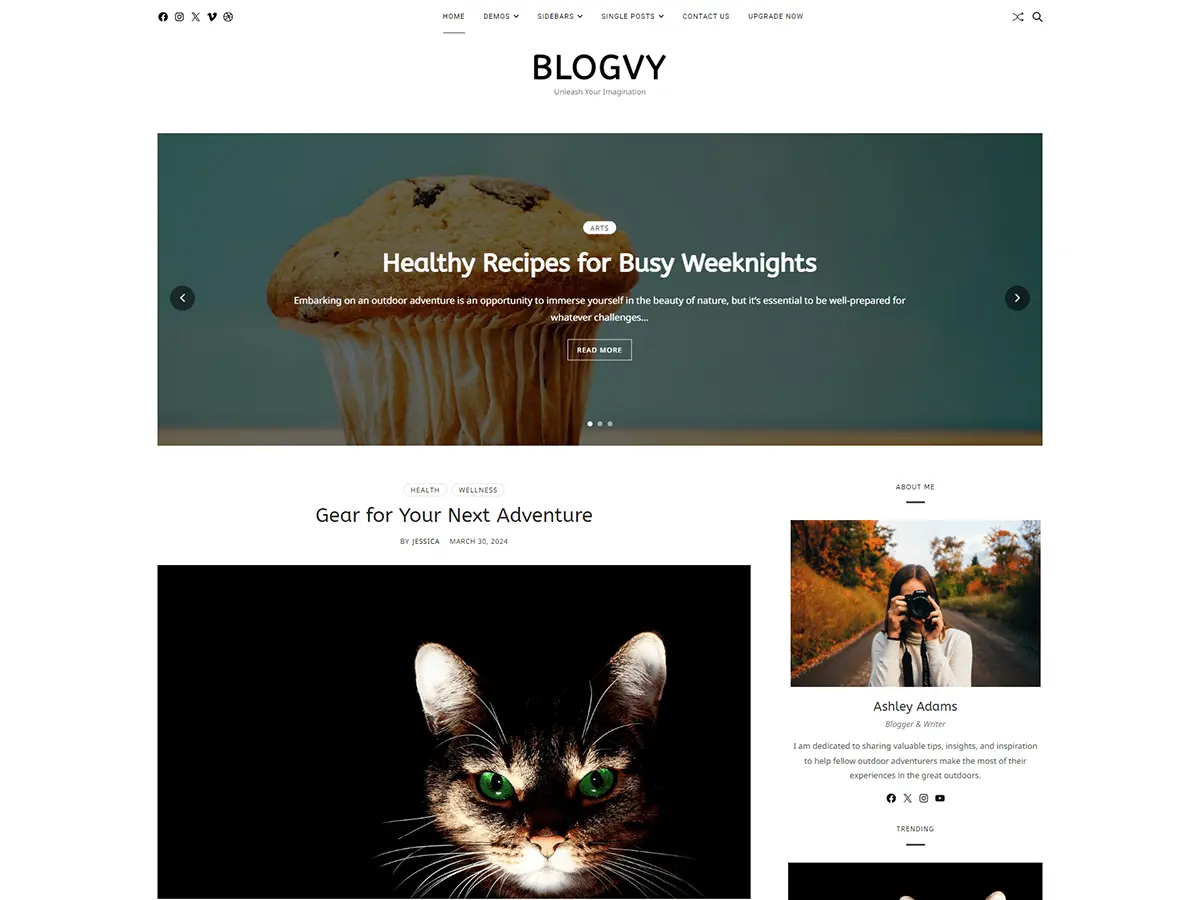 HOME DEMOS SIDEBARS SINGLE POSTS CONTACT US UPGRADE NOW
BLOGVY
Unleash Your Imagination
ARTS
Healthy Recipes for Busy Weeknights
Embarking on an outdoor adventure is an opportunity to immerse yourself in the beauty of nature, but it's essential to be well-prepared for
whatever challenges...
READ MORE
HEALTH WELLNESS
Gear for Your Next Adventure
BY JESSICA MARCH 30, 2024
ABOUT ME
Ashley Adams
Blogger & Writer
I am dedicated to sharing valuable tips, insights, and inspiration
to help fellow outdoor adventurers make the most of their
experiences in the great outdoors.
TRENDING